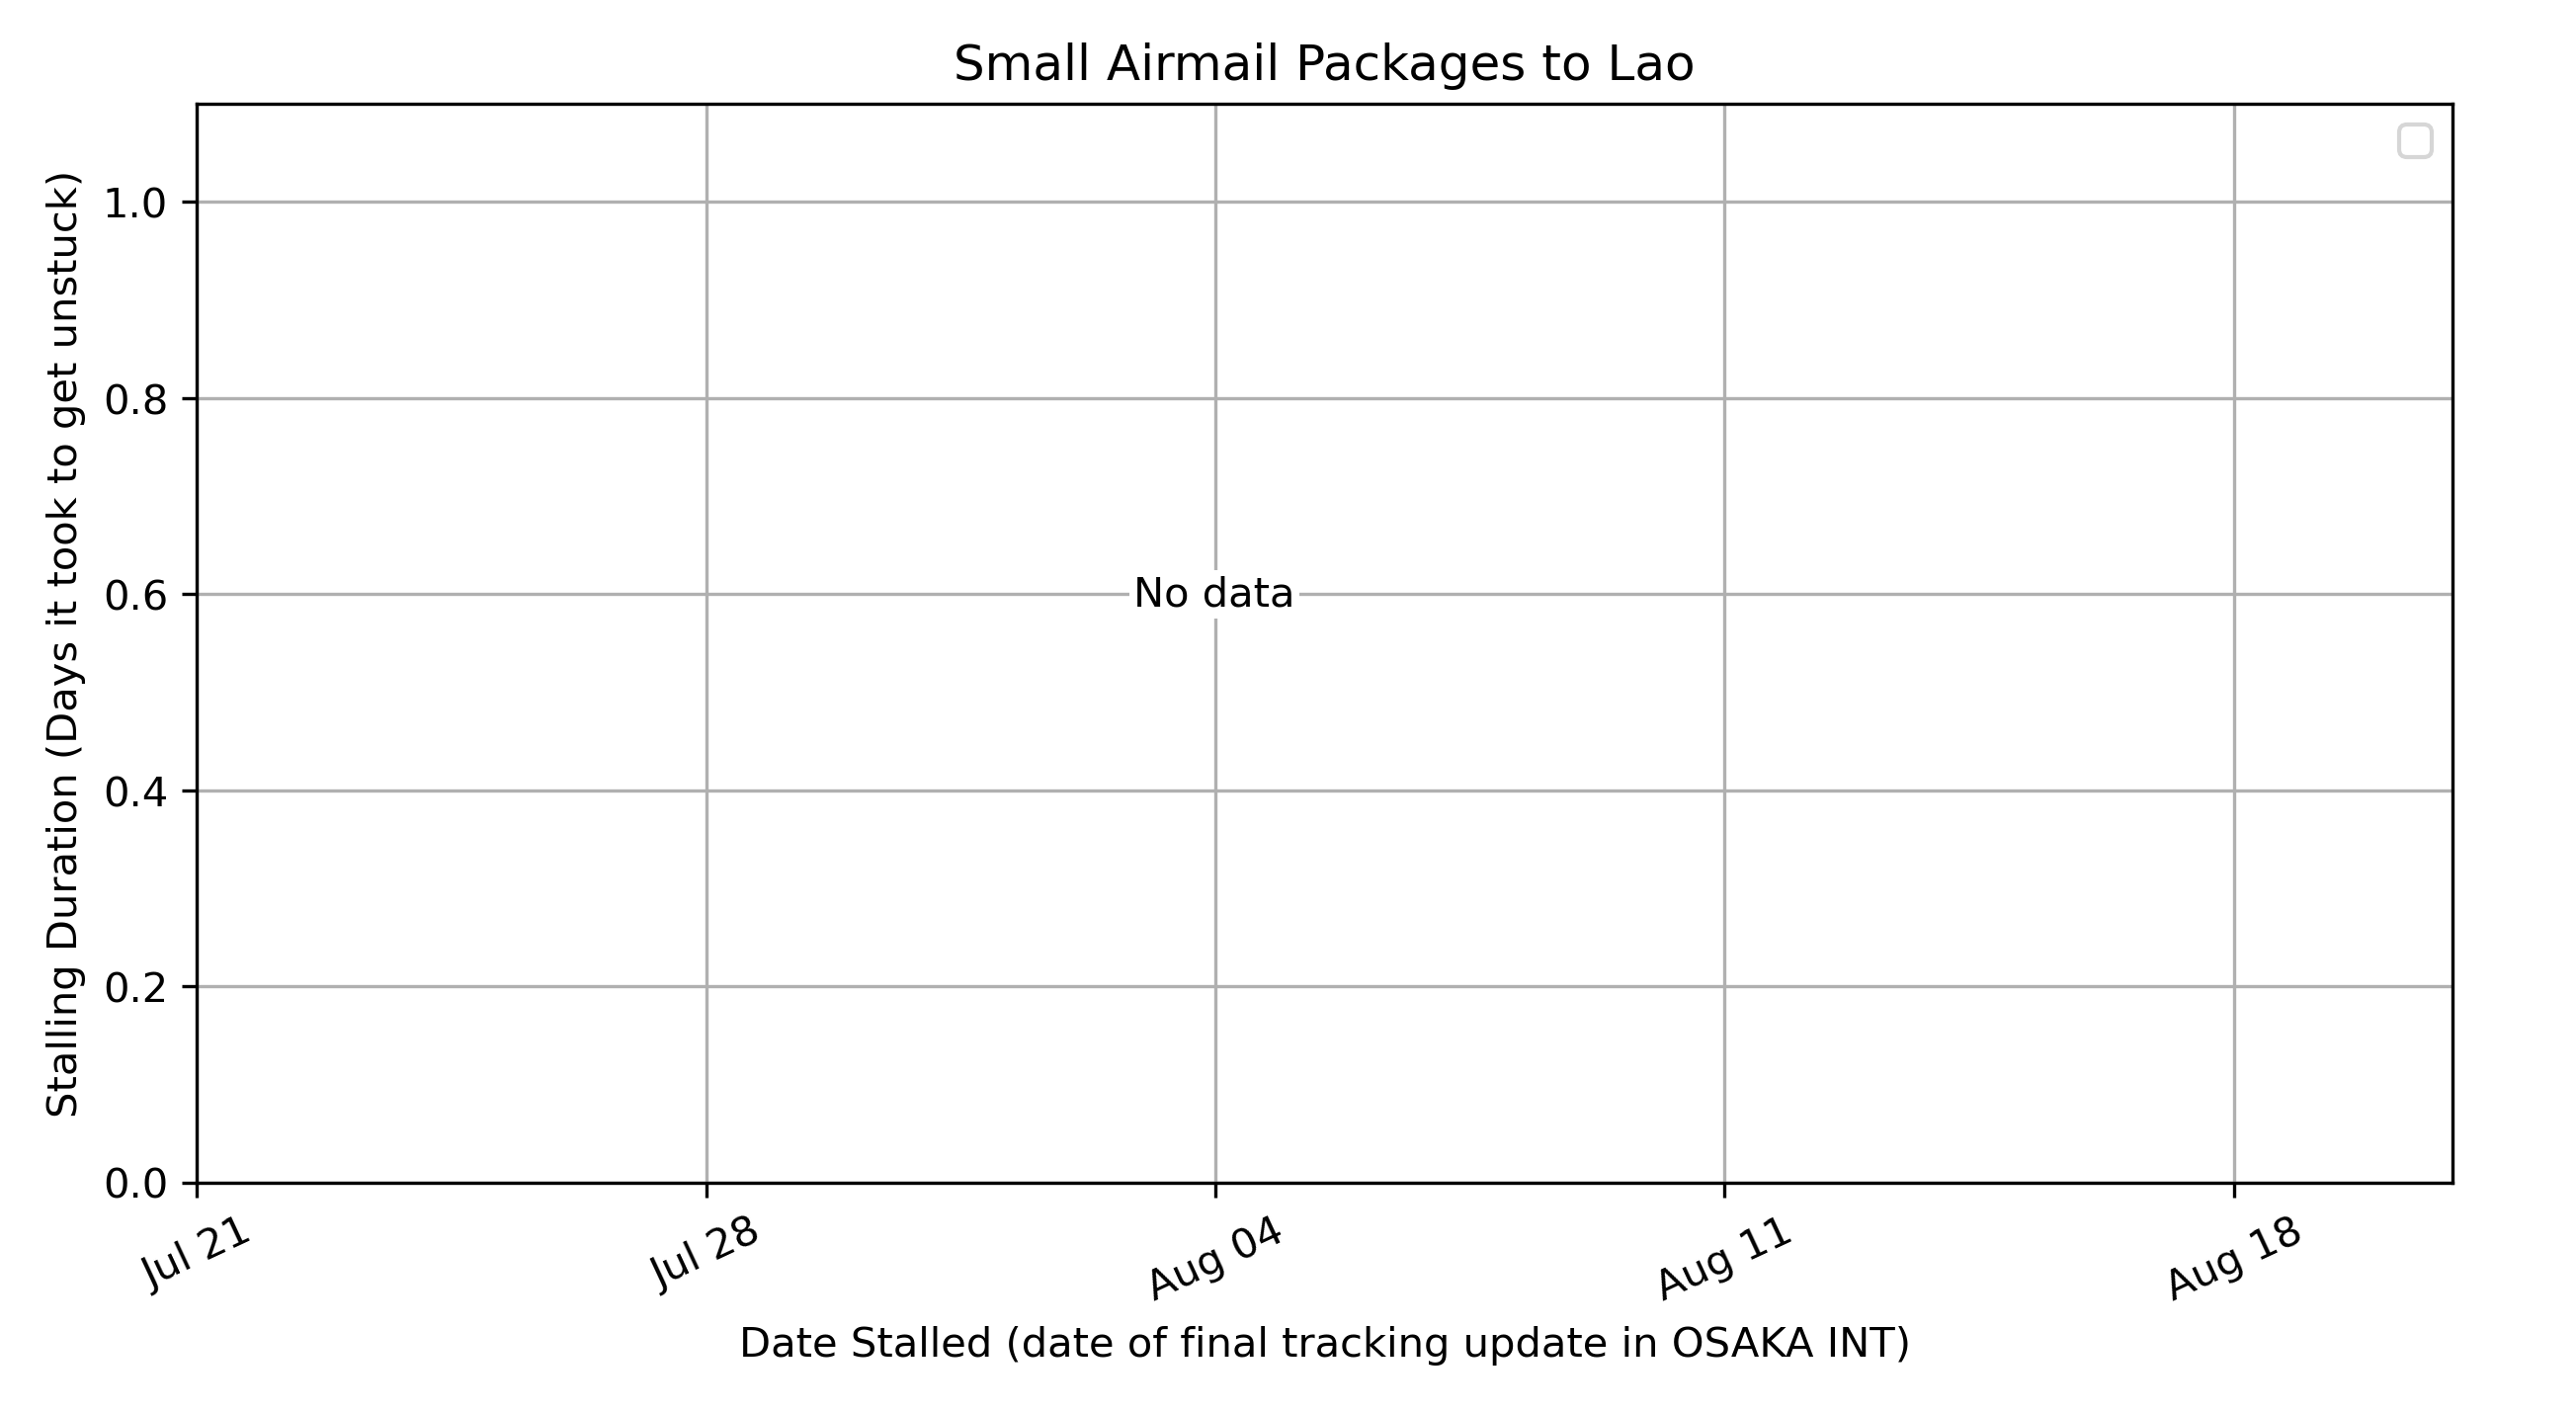 Small Airmail Packages to Lao
Stalling Duration (Days it took to get unstuck)
1.0
0.8
0.6
0.4
0.2
0.0
No data
Jul 21
Jul 28
Aug 04
Aug 11
Aug 18
Date Stalled (date of final tracking update in OSAKA INT)